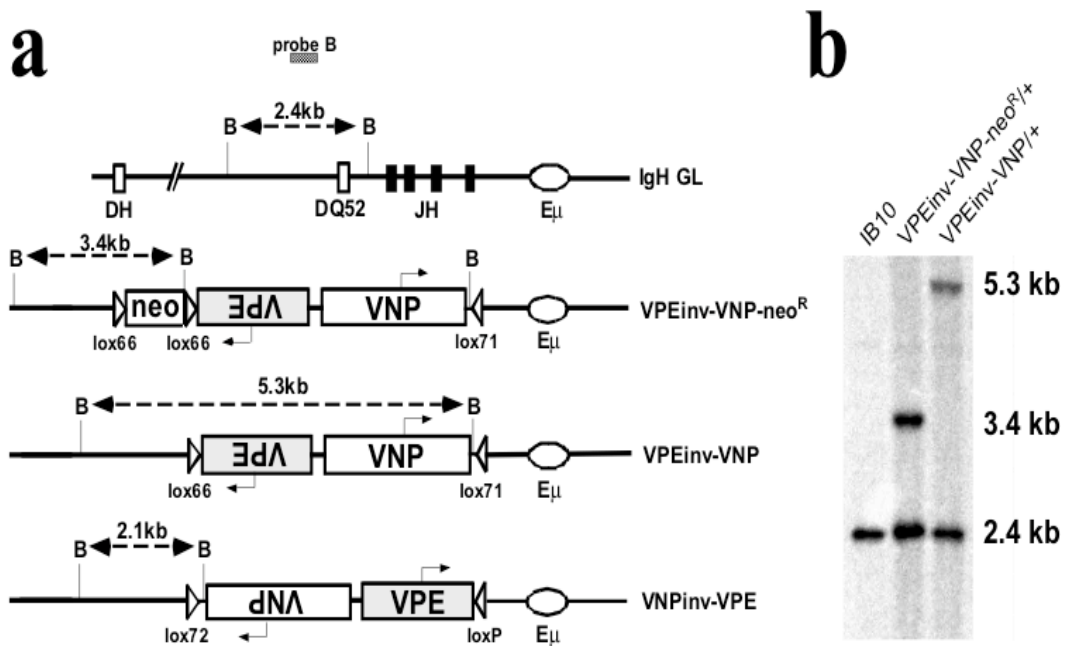 a
b
probe B
2.4kb
B B
IgH GL
DH DQ52 JH Eμ
3.4kb
B B B
neo VPE VNP
VPEinv-VNP-neoR
lox66 lox66 lox71 Eμ
5.3kb
B B
VPE VNP
VPEinv-VNP
lox66 lox71 Eμ
2.1kb
B B
VNP VPE
VNPinv-VPE
lox72 loxP Eμ
IB10
VPEinv-VNP-neoR/+
VPEinv-VNP/+
5.3 kb
3.4 kb
2.4 kb